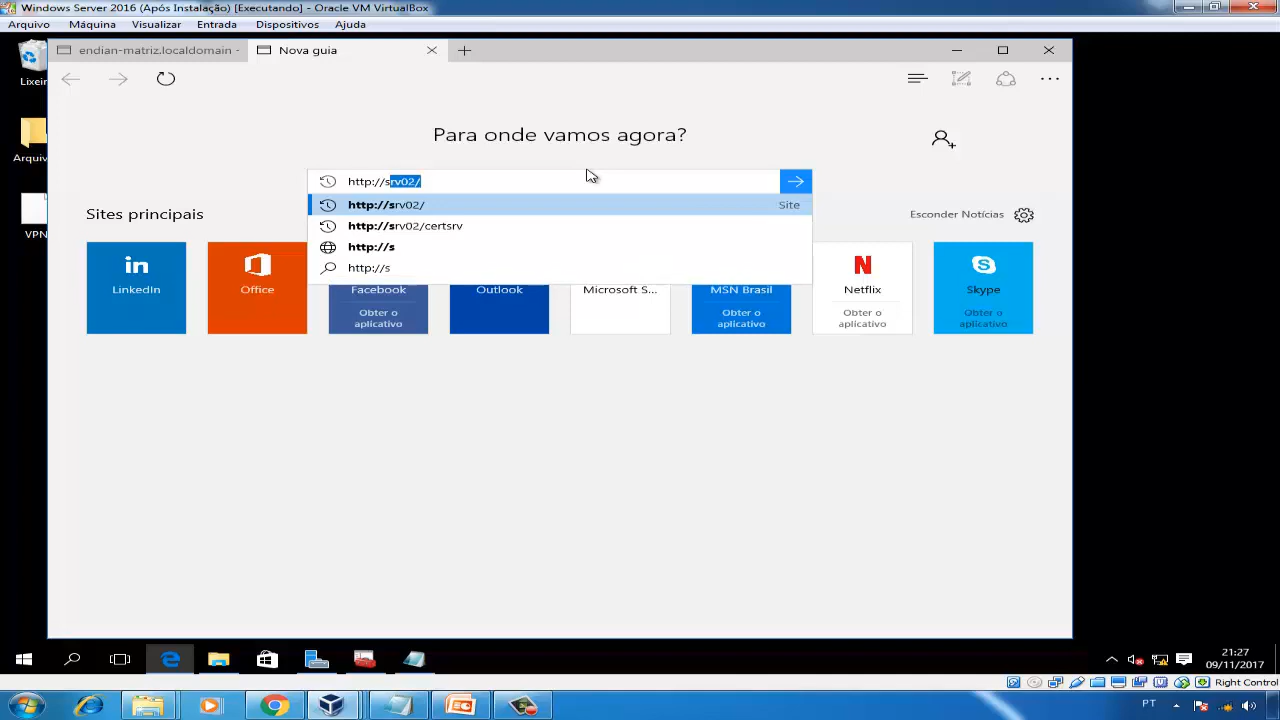 Windows Server 2016 (Após Instalação) [Executando] - Oracle VM VirtualBox
Arquivo Máquina Visualizar Entrada Dispositivos Ajuda
endian-matriz.localdomain - Nova guia
Lixeir
Para onde vamos agora?
http://srv02/
http://srv02/ Site
http://srv02/certsrv
http://s
http://s
Arquiv
VPN
Sites principais
Esconder Notícias
LinkedIn
Office
Facebook
Obter o
aplicativo
Outlook
Microsoft S...
MSN Brasil
Obter o
aplicativo
Netflix
Obter o
aplicativo
Skype
Obter o
aplicativo
21:27
09/11/2017
Right Control
PT